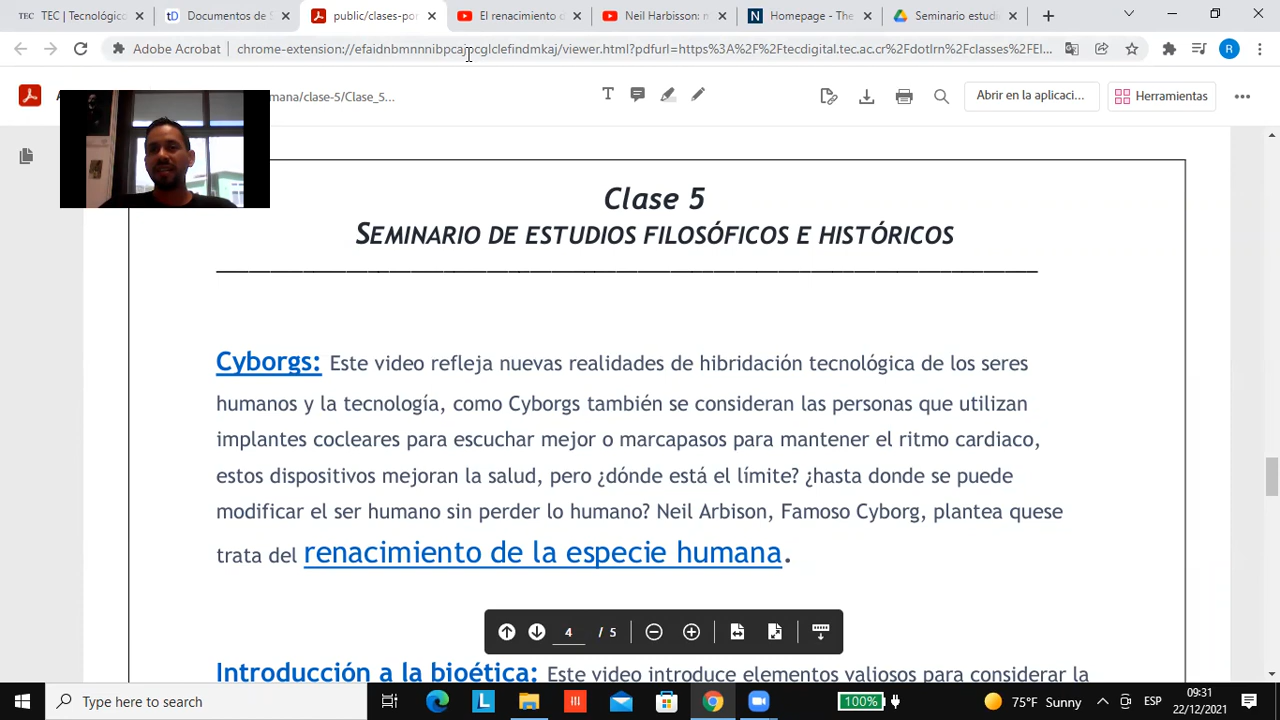 TEC | Tecnológico
Documentos de S
public/clases-por
El renacimiento d
Neil Harbisson: n
Homepage - The
Seminario estudi
Adobe Acrobat
chrome-extension://efaidnbmnnnibpcajpcglclefindmkaj/viewer.html?pdfurl=https%3A%2F%2Ftecdigital.tec.ac.cr%2Fdotlrn%2Fclasses%2FEl...
R
mana/clase-5/Clase_5...
Abrir en la aplicaci...
Herramientas
Clase 5
SEMINARIO DE ESTUDIOS FILOSÓFICOS E HISTÓRICOS
Cyborgs: Este video refleja nuevas realidades de hibridación tecnológica de los seres
humanos y la tecnología, como Cyborgs también se consideran las personas que utilizan
implantes cocleares para escuchar mejor o marcapasos para mantener el ritmo cardiaco,
estos dispositivos mejoran la salud, pero ¿dónde está el límite? ¿hasta donde se puede
modificar el ser humano sin perder lo humano? Neil Arbison, Famoso Cyborg, plantea quese
trata del renacimiento de la especie humana.
4 / 5
Introducción a la bioética: Este video introduce elementos valiosos para considerar la
Type here to search
100%
75°F Sunny
ESP
09:31
22/12/2021